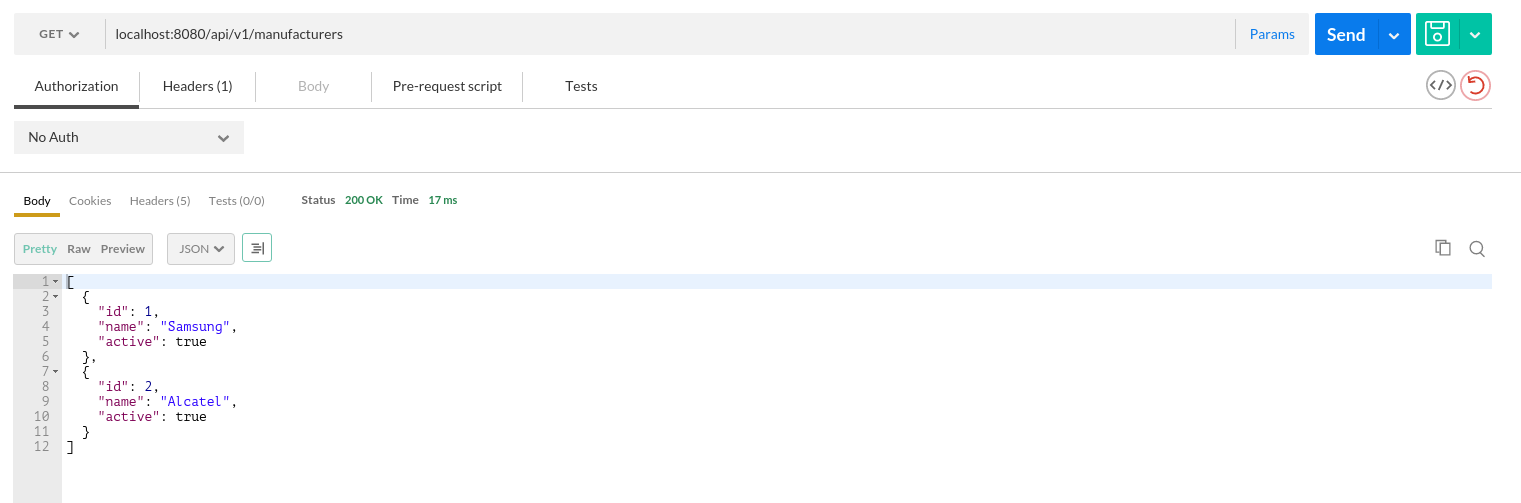 GET localhost:8080/api/v1/manufacturers Params Send
Authorization Headers (1) Body Pre-request script Tests
No Auth
Body Cookies Headers (5) Tests (0/0) Status 200 OK Time 17 ms
Pretty Raw Preview JSON
1 [
2 {
3 "id": 1,
4 "name": "Samsung",
5 "active": true
6 },
7 {
8 "id": 2,
9 "name": "Alcatel",
10 "active": true
11 }
12 ]